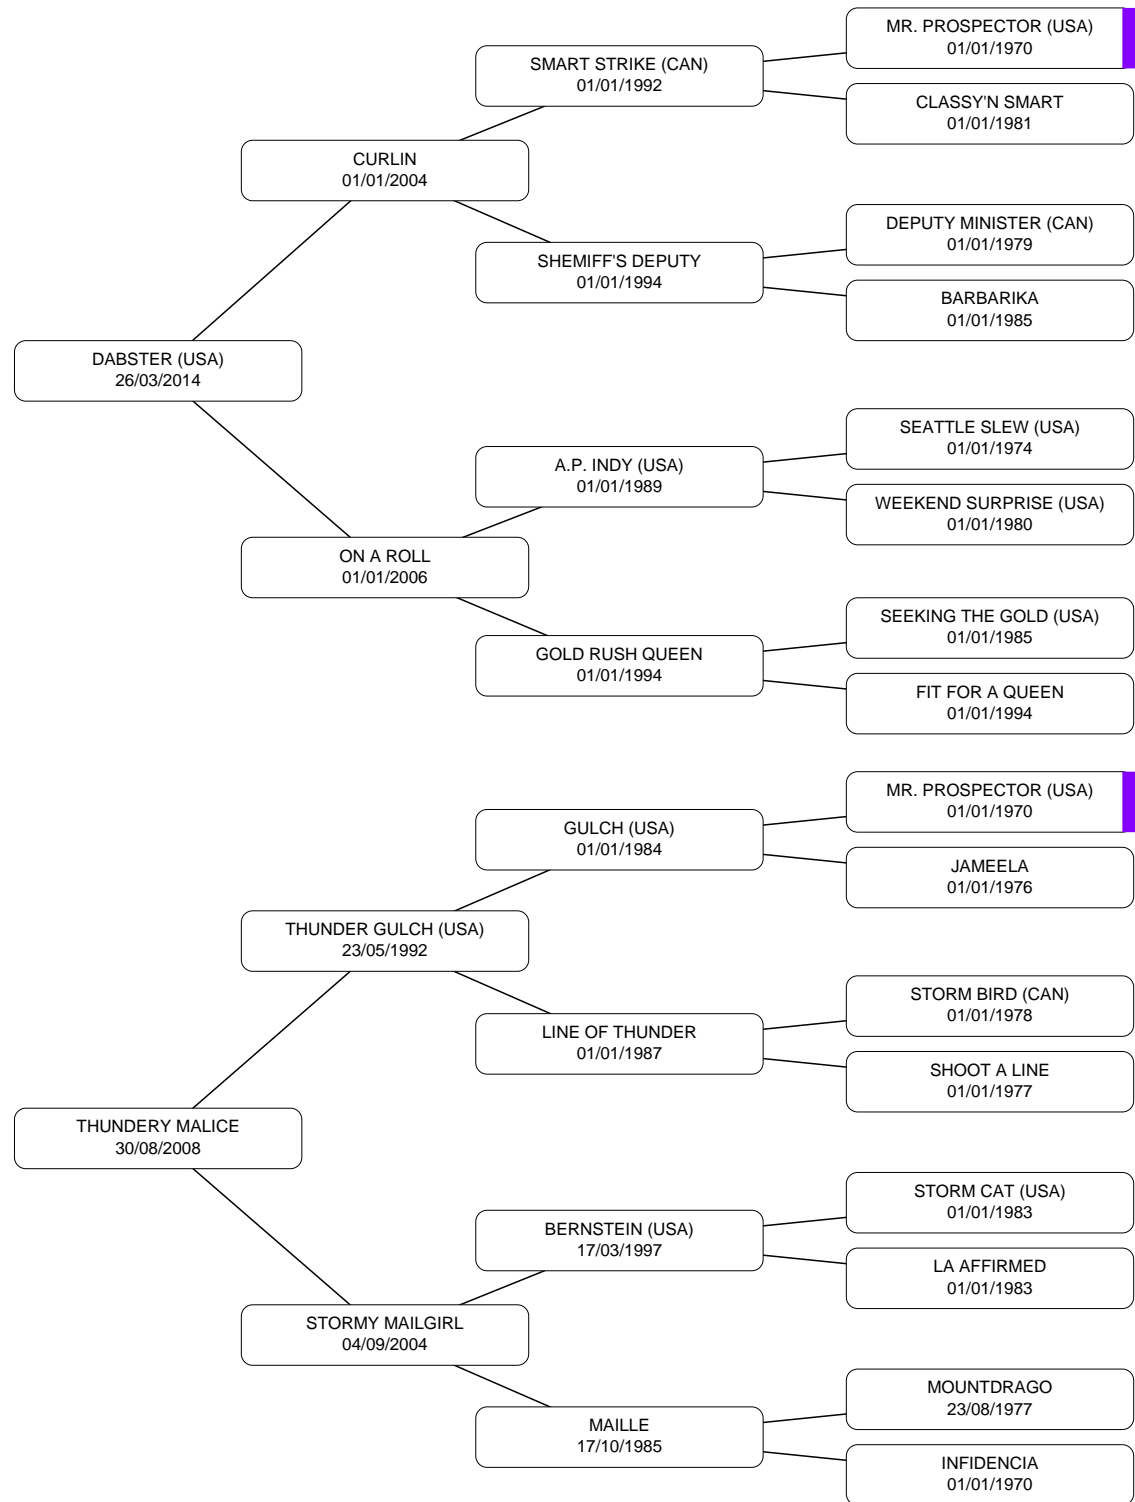 MR. PROSPECTOR (USA)
01/01/1970
SMART STRIKE (CAN)
01/01/1992
CLASSY'N SMART
01/01/1981
CURLIN
01/01/2004
DEPUTY MINISTER (CAN)
01/01/1979
SHEMIFF'S DEPUTY
01/01/1994
BARBARIKA
01/01/1985
DABSTER (USA)
26/03/2014
SEATTLE SLEW (USA)
01/01/1974
A.P. INDY (USA)
01/01/1989
WEEKEND SURPRISE (USA)
01/01/1980
ON A ROLL
01/01/2006
SEEKING THE GOLD (USA)
01/01/1985
GOLD RUSH QUEEN
01/01/1994
FIT FOR A QUEEN
01/01/1994
MR. PROSPECTOR (USA)
01/01/1970
GULCH (USA)
01/01/1984
JAMEELA
01/01/1976
THUNDER GULCH (USA)
23/05/1992
STORM BIRD (CAN)
01/01/1978
LINE OF THUNDER
01/01/1987
SHOOT A LINE
01/01/1977
THUNDERY MALICE
30/08/2008
STORM CAT (USA)
01/01/1983
BERNSTEIN (USA)
17/03/1997
LA AFFIRMED
01/01/1983
STORMY MAILGIRL
04/09/2004
MOUNTDRAGO
23/08/1977
MAILLE
17/10/1985
INFIDENCIA
01/01/1970